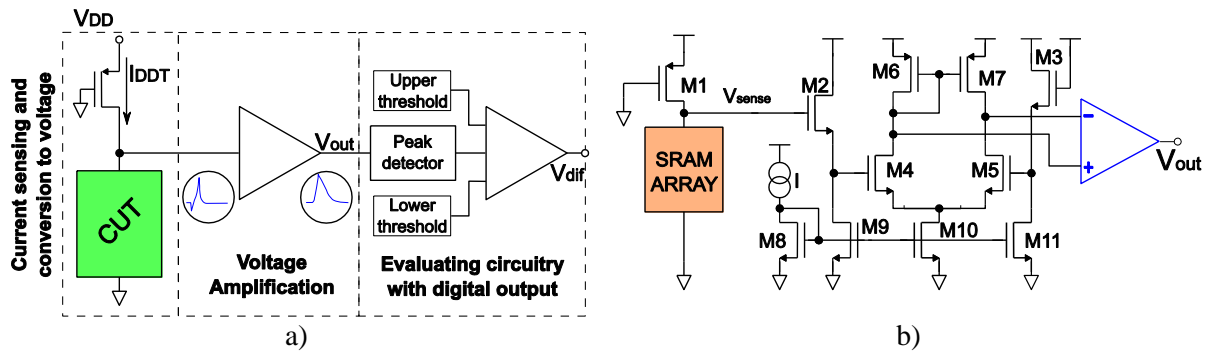 Current sensing and
conversion to voltage
VDD
IDDT
CUT
Vout
Voltage
Amplification
Upper
threshold
Peak
detector
Lower
threshold
Vdif
Evaluating circuitry
with digital output
a)
M1
Vsense
SRAM
ARRAY
M2
M6
M7
M3
M4
M5
I
M8
M9
M10
M11
−
+
Vout
b)